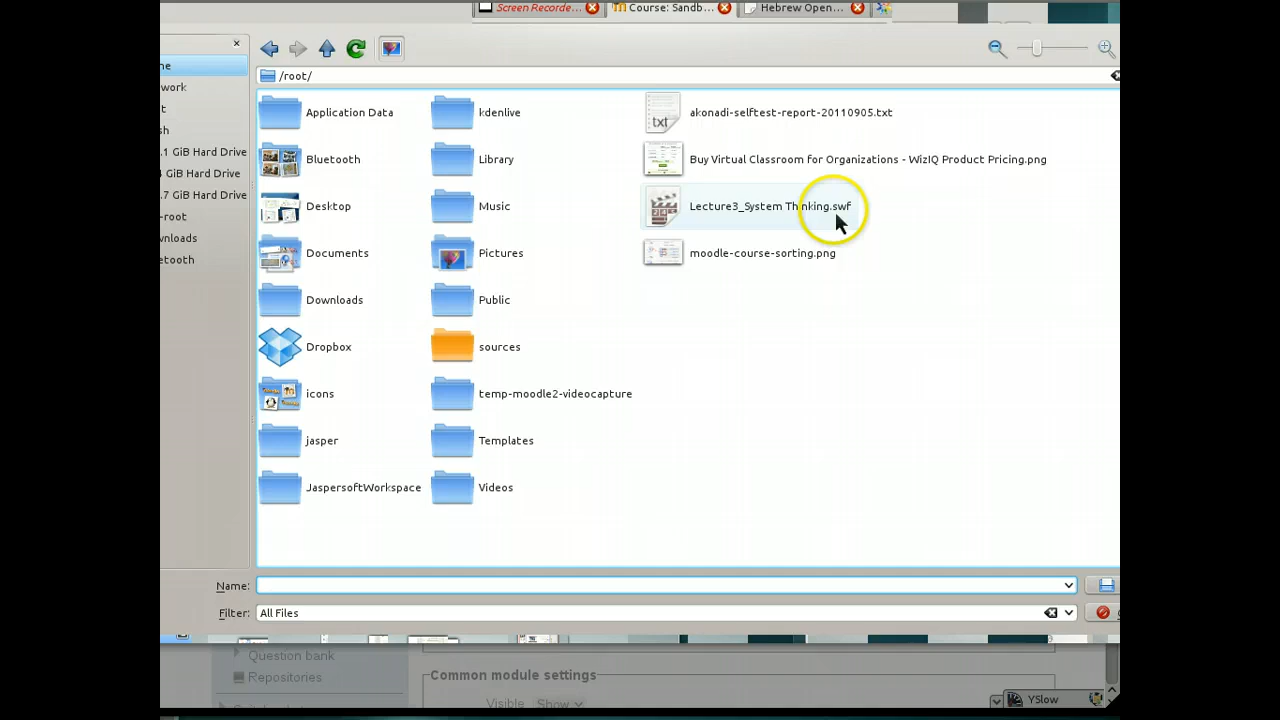 Screen Recorde...
Course: Sandb...
Hebrew Open...
/root/
work
.1 GiB Hard Drive
GiB Hard Drive
.7 GiB Hard Drive
-root
Application Data
Bluetooth
Desktop
Documents
Downloads
Dropbox
icons
jasper
JaspersoftWorkspace
kdenlive
Library
Music
Pictures
Public
sources
temp-moodle2-videocapture
Templates
Videos
akonadi-selftest-report-20110905.txt
txt
Buy Virtual Classroom for Organizations - WizIQ Product Pricing.png
Lecture3_System Thinking.swf
moodle-course-sorting.png
Name:
Filter:
All Files
Question bank
Repositories
Common module settings
Visible
Show
YSlow